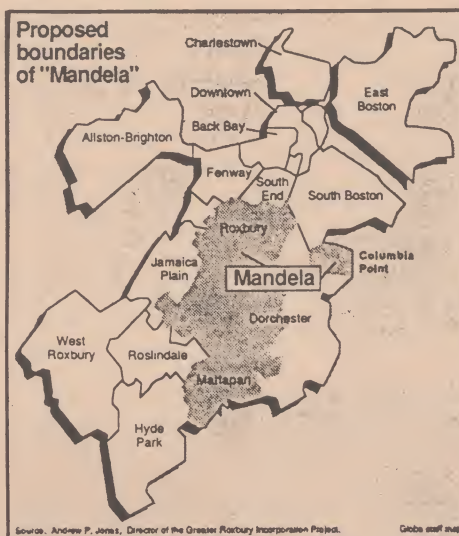 Proposed
boundaries
of "Mandela"
Charlestown
Downtown
East
Boston
Back Bay
Allston-Brighton
Fenway
South
End
South Boston
Roxbury
Columbia
Point
Jamaica
Plain
Mandela
Dorchester
West
Roxbury
Roslindale
Mattapan
Hyde
Park
Source. Andrew P. Jones, Director of the Greater Roxbury Incorporation Project.
Globe staff map